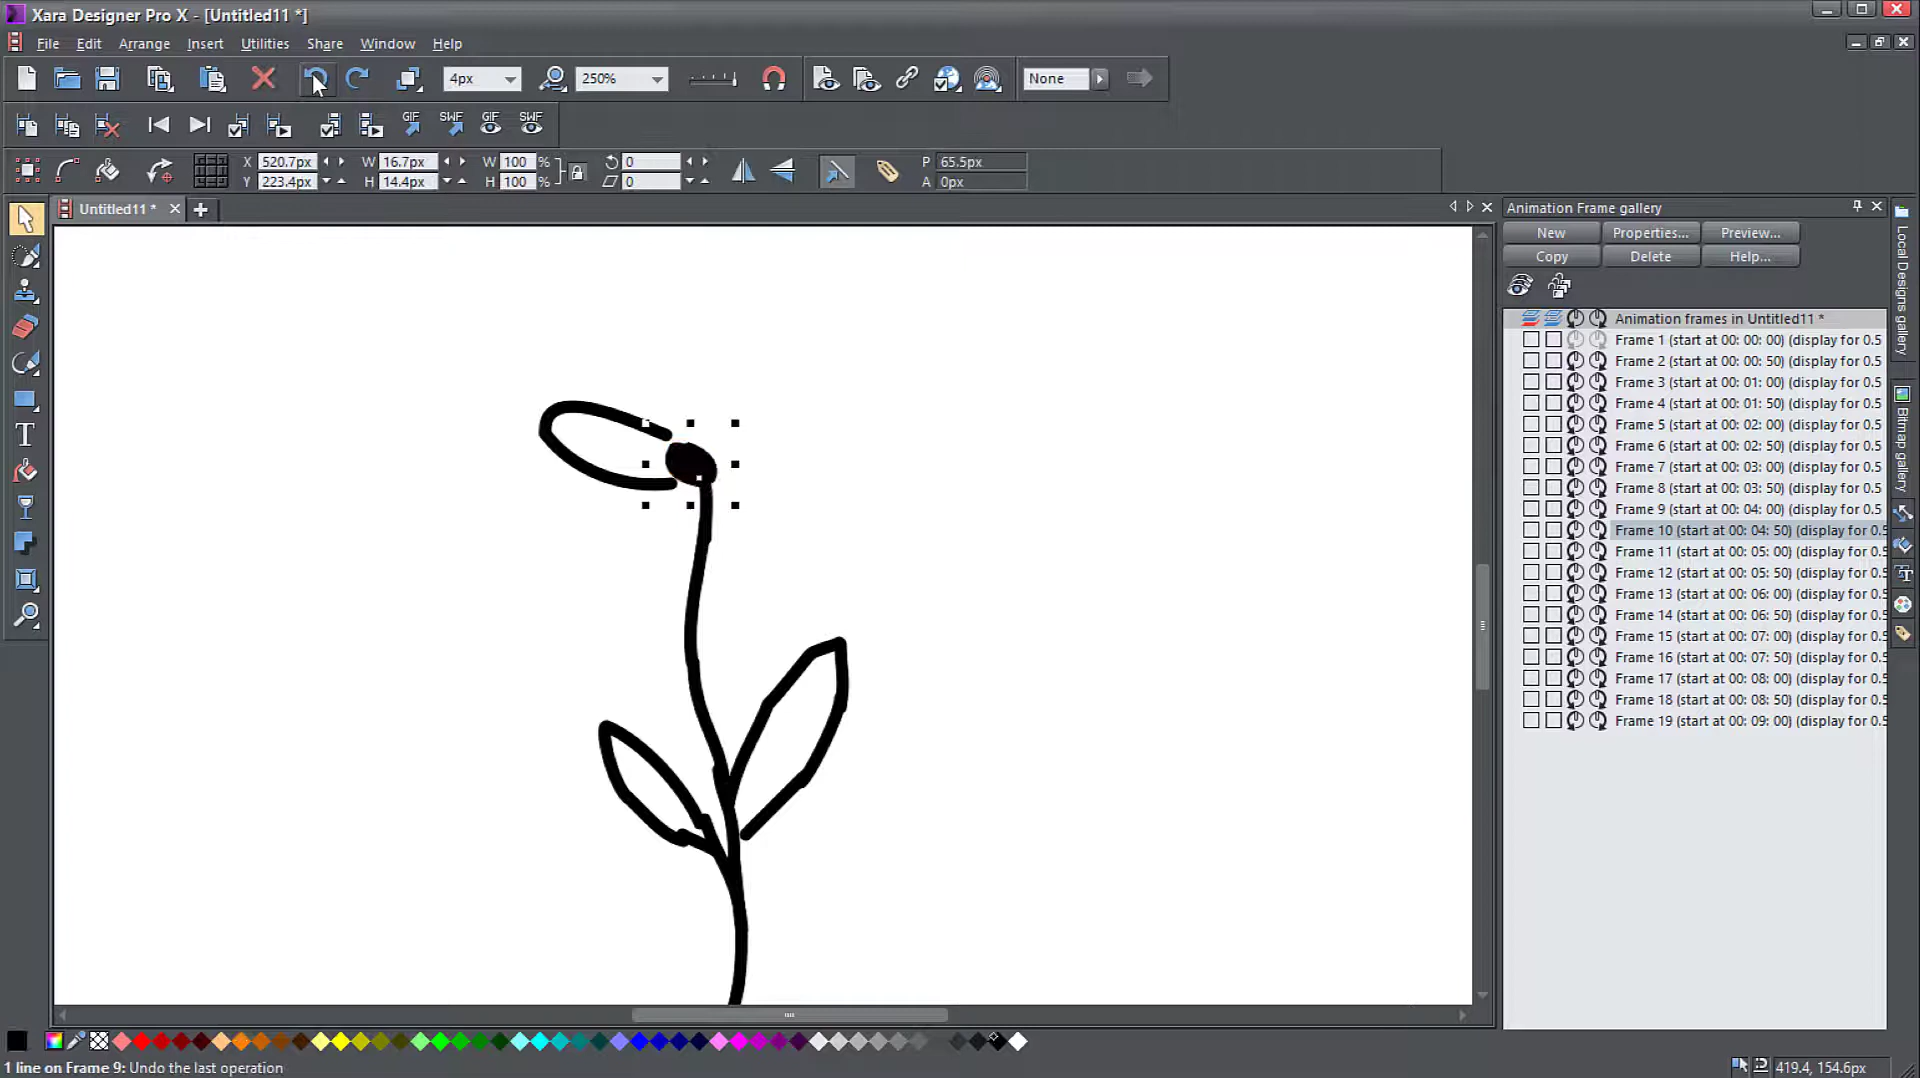 Xara Designer Pro X - [Untitled11 *]
File Edit Arrange Insert Utilities Share Window Help
4px 250% None
GIF SWF GIF SWF
X 520.7px W 16.7px W 100 % 0 P 65.5px
Y 223.4px H 14.4px H 100 % 0 A 0px
Untitled11 *
Animation Frame gallery
New Properties... Preview...
Copy Delete Help...
Animation frames in Untitled11 *
Frame 1 (start at 00: 00: 00) (display for 0.5
Frame 2 (start at 00: 00: 50) (display for 0.5
Frame 3 (start at 00: 01: 00) (display for 0.5
Frame 4 (start at 00: 01: 50) (display for 0.5
Frame 5 (start at 00: 02: 00) (display for 0.5
Frame 6 (start at 00: 02: 50) (display for 0.5
Frame 7 (start at 00: 03: 00) (display for 0.5
Frame 8 (start at 00: 03: 50) (display for 0.5
Frame 9 (start at 00: 04: 00) (display for 0.5
Frame 10 (start at 00: 04: 50) (display for 0.5
Frame 11 (start at 00: 05: 00) (display for 0.5
Frame 12 (start at 00: 05: 50) (display for 0.5
Frame 13 (start at 00: 06: 00) (display for 0.5
Frame 14 (start at 00: 06: 50) (display for 0.5
Frame 15 (start at 00: 07: 00) (display for 0.5
Frame 16 (start at 00: 07: 50) (display for 0.5
Frame 17 (start at 00: 08: 00) (display for 0.5
Frame 18 (start at 00: 08: 50) (display for 0.5
Frame 19 (start at 00: 09: 00) (display for 0.5
Local Designs gallery
Bitmap gallery
1 line on Frame 9: Undo the last operation
419.4, 154.6px